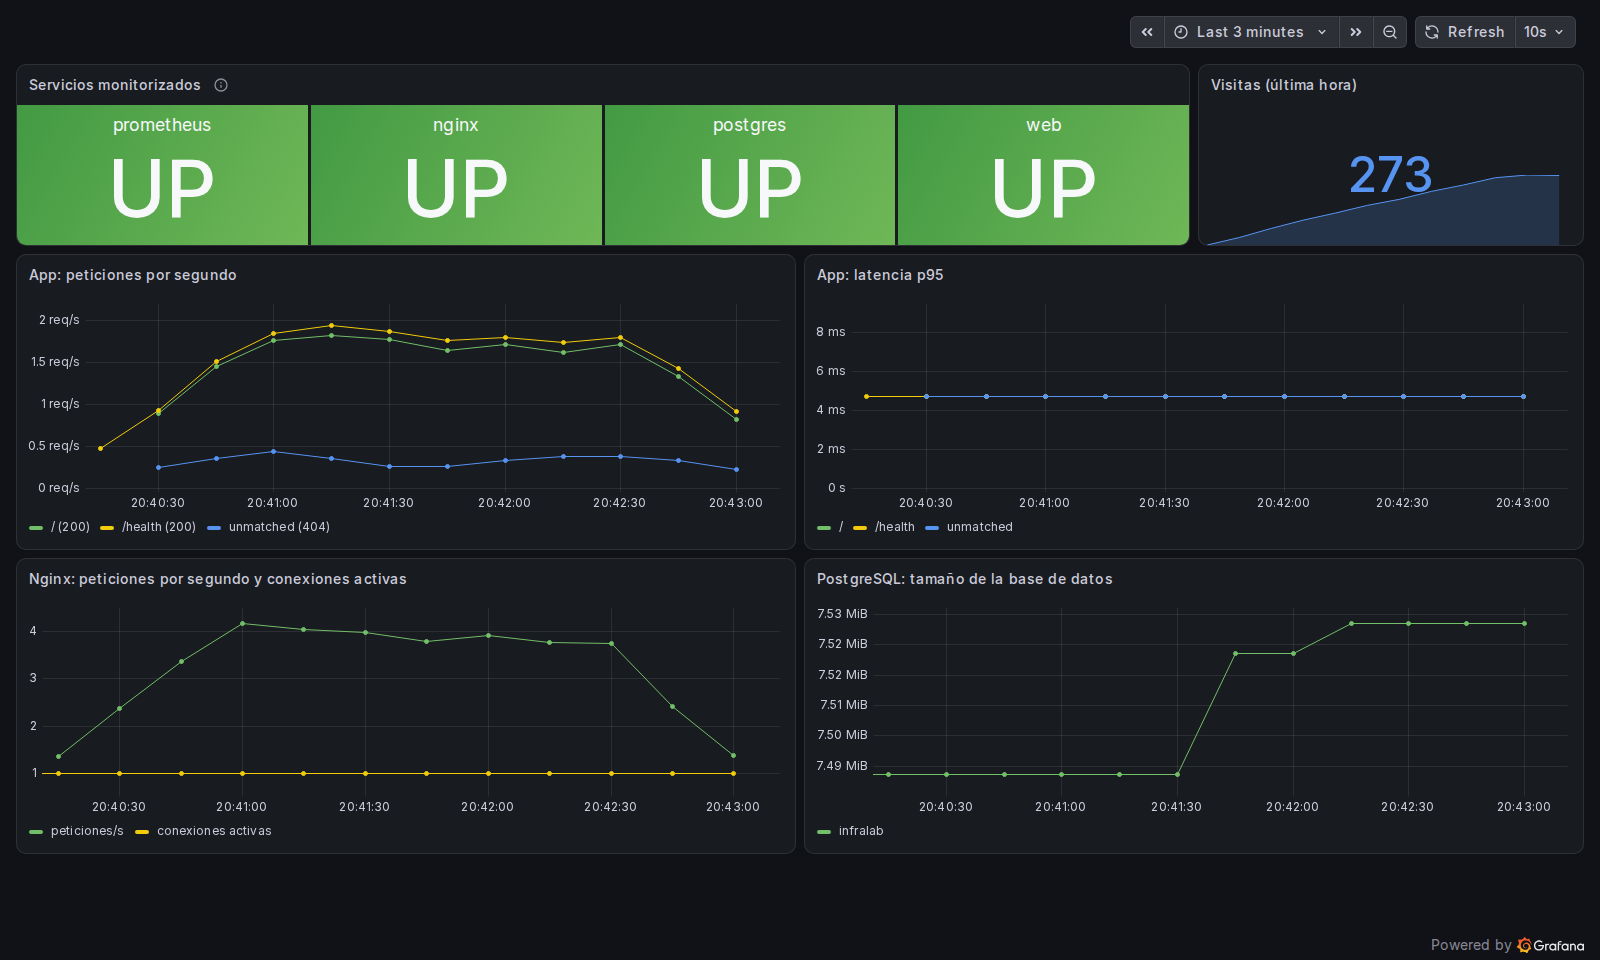 Last 3 minutes
Refresh
10s
Servicios monitorizados
prometheus
UP
nginx
UP
postgres
UP
web
UP
Visitas (última hora)
273
App: peticiones por segundo
2 req/s
1.5 req/s
1 req/s
0.5 req/s
0 req/s
20:40:30 20:41:00 20:41:30 20:42:00 20:42:30 20:43:00
/ (200) /health (200) unmatched (404)
App: latencia p95
8 ms
6 ms
4 ms
2 ms
0 s
20:40:30 20:41:00 20:41:30 20:42:00 20:42:30 20:43:00
/ /health unmatched
Nginx: peticiones por segundo y conexiones activas
4
3
2
1
20:40:30 20:41:00 20:41:30 20:42:00 20:42:30 20:43:00
peticiones/s conexiones activas
PostgreSQL: tamaño de la base de datos
7.53 MiB
7.52 MiB
7.52 MiB
7.51 MiB
7.50 MiB
7.49 MiB
20:40:30 20:41:00 20:41:30 20:42:00 20:42:30 20:43:00
infralab
Powered by Grafana